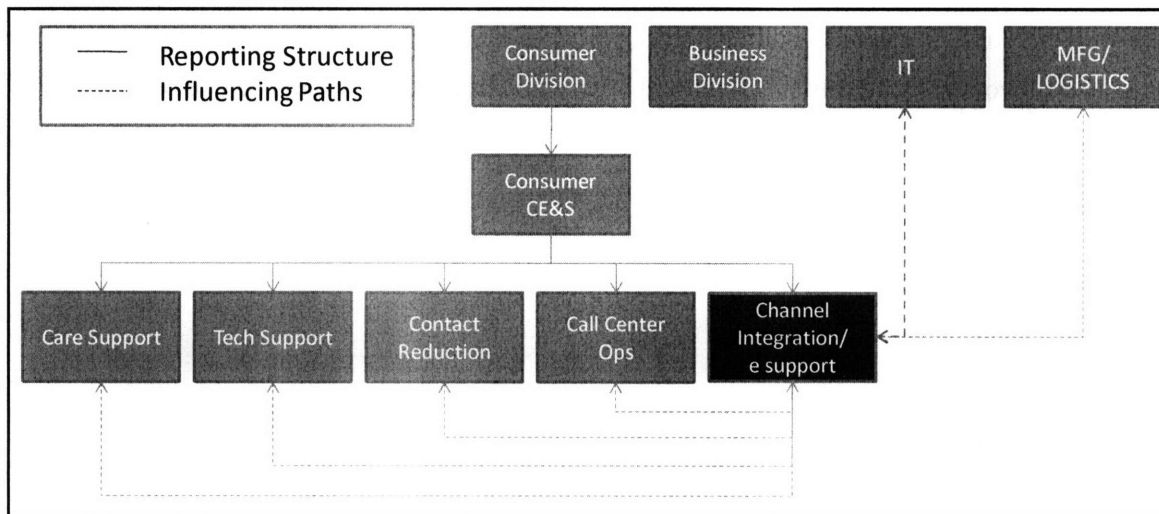 Reporting Structure
Influencing Paths
Consumer
Division
Business
Division
IT
MFG/
LOGISTICS
Consumer
CE&S
Care Support
Tech Support
Contact
Reduction
Call Center
Ops
Channel
Integration/
e support